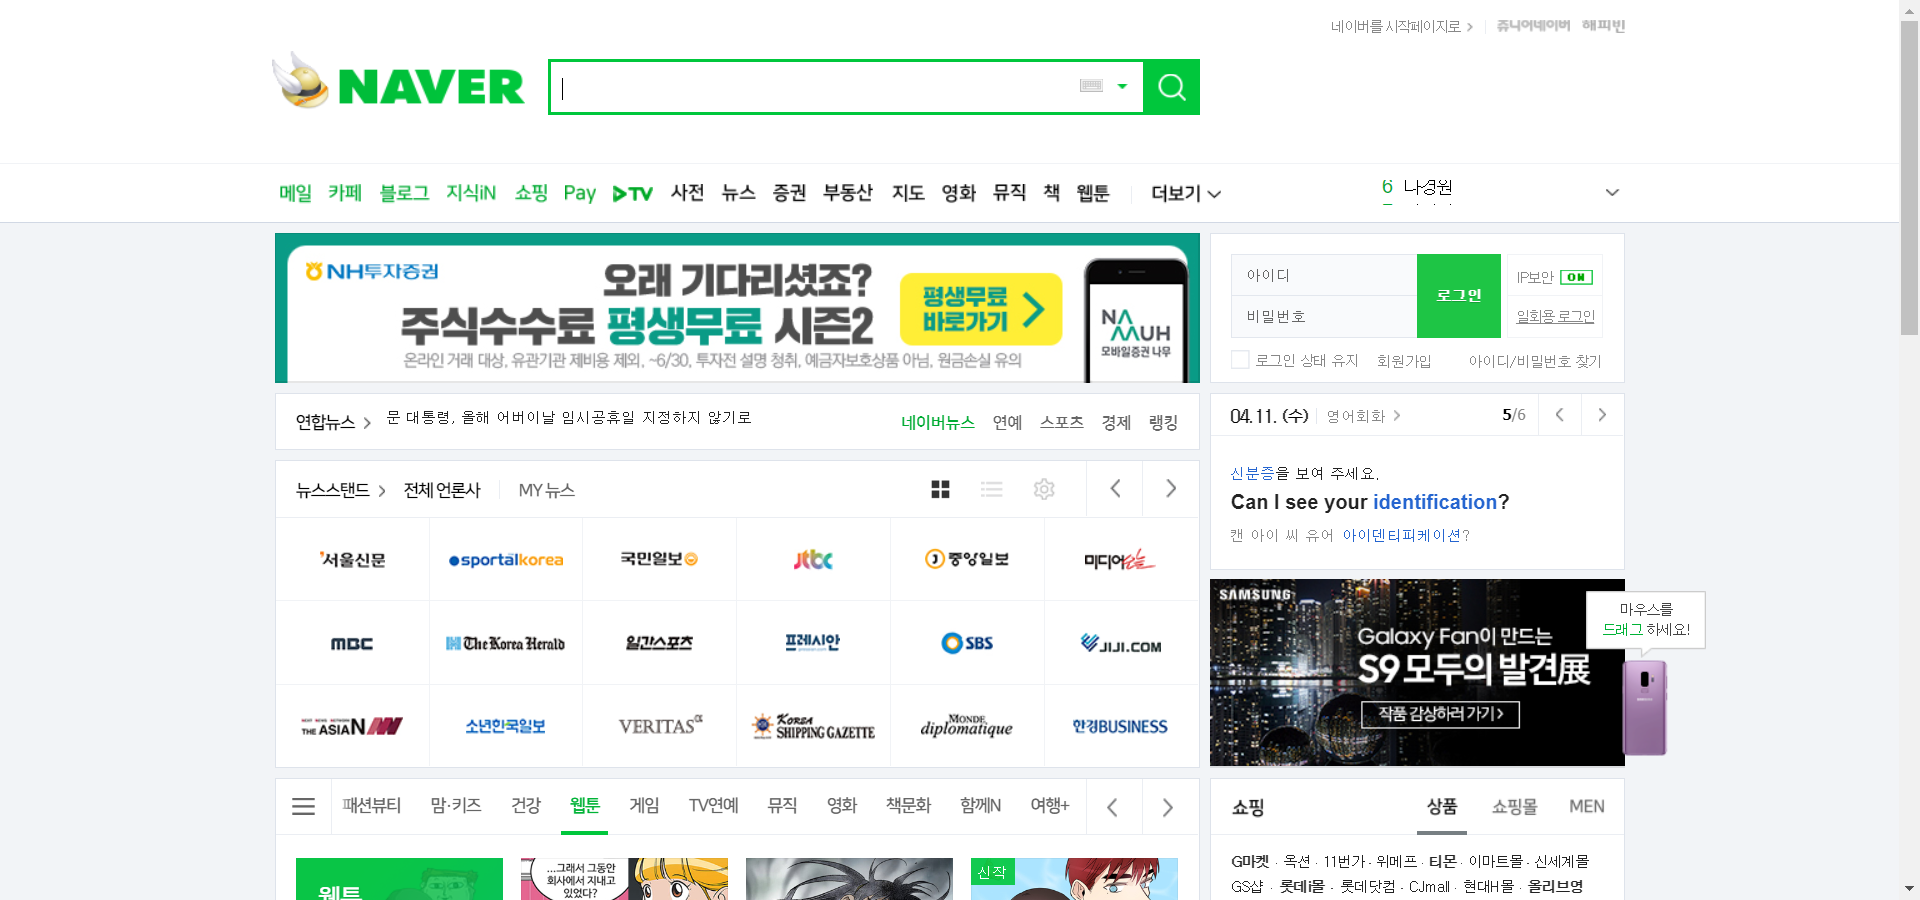 네이버를 시작페이지로
쥬니어네이버 해피빈
NAVER
메일 카페 블로그 지식iN 쇼핑 Pay TV 사전 뉴스 증권 부동산 지도 영화 뮤직 책 웹툰 더보기
6 나경원
NH투자증권
오래 기다리셨죠?
주식수수료 평생무료 시즌2
온라인 거래 대상, 유관기관 제비용 제외, ~6/30, 투자전 설명 청취, 예금자보호상품 아님, 원금손실 유의
평생무료
바로가기
NAMUH
모바일증권 나무
아이디
비밀번호
로그인
IP보안 ON
일회용 로그인
로그인 상태 유지 회원가입 아이디/비밀번호 찾기
연합뉴스 문 대통령, 올해 어버이날 임시공휴일 지정하지 않기로
네이버뉴스 연예 스포츠 경제 랭킹
04.11. (수) 영어회화 5/6
신분증을 보여 주세요.
Can I see your identification?
캔 아이 씨 유어 아이덴티피케이션?
뉴스스탠드 전체 언론사 MY 뉴스
서울신문 sportalkorea 국민일보 jtbc 중앙일보 미디어오늘
MBC The Korea Herald 일간스포츠 프레시안 SBS JIJI.COM
THE ASIAN 소년한국일보 VERITASα KOREA SHIPPING GAZETTE MONDE diplomatique 한경BUSINESS
SAMSUNG
Galaxy Fan이 만드는
S9 모두의 발견展
작품 감상하러 가기
마우스를
드래그 하세요!
패션뷰티 맘·키즈 건강 웹툰 게임 TV연예 뮤직 영화 책문화 함께N 여행+
쇼핑 상품 쇼핑몰 MEN
G마켓 · 옥션 · 11번가 · 위메프 · 티몬 · 이마트몰 · 신세계몰
GS샵 · 롯데i몰 · 롯데닷컴 · CJmall · 현대H몰 · 올리브영
웹툰
...그래서 그동안
회사에서 지내고
있었다?
신작